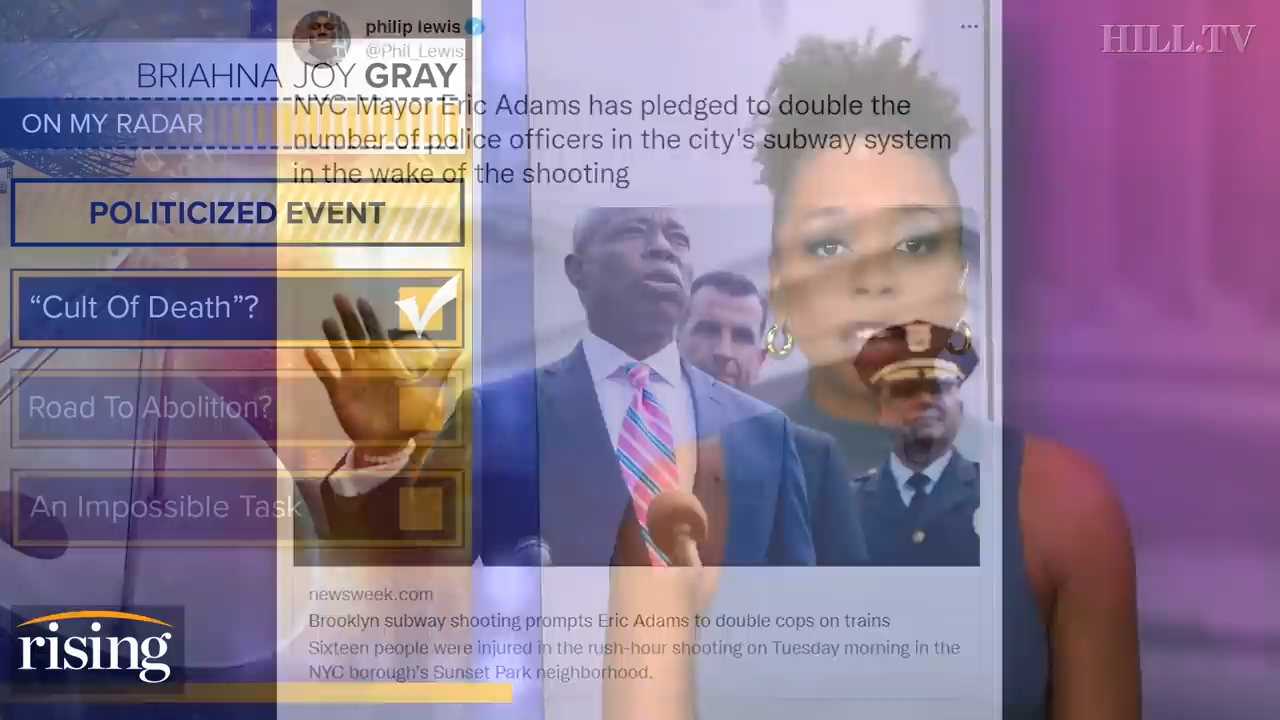 philip lewis
@Phil_Lewis_
HILL.TV
BRIAHNA JOY GRAY
ON MY RADAR
NYC Mayor Eric Adams has pledged to double the
number of police officers in the city's subway system
in the wake of the shooting
POLITICIZED EVENT
“Cult Of Death”?
Road To Abolition?
An Impossible Task
newsweek.com
Brooklyn subway shooting prompts Eric Adams to double cops on trains
Sixteen people were injured in the rush-hour shooting on Tuesday morning in the
NYC borough's Sunset Park neighborhood.
rising